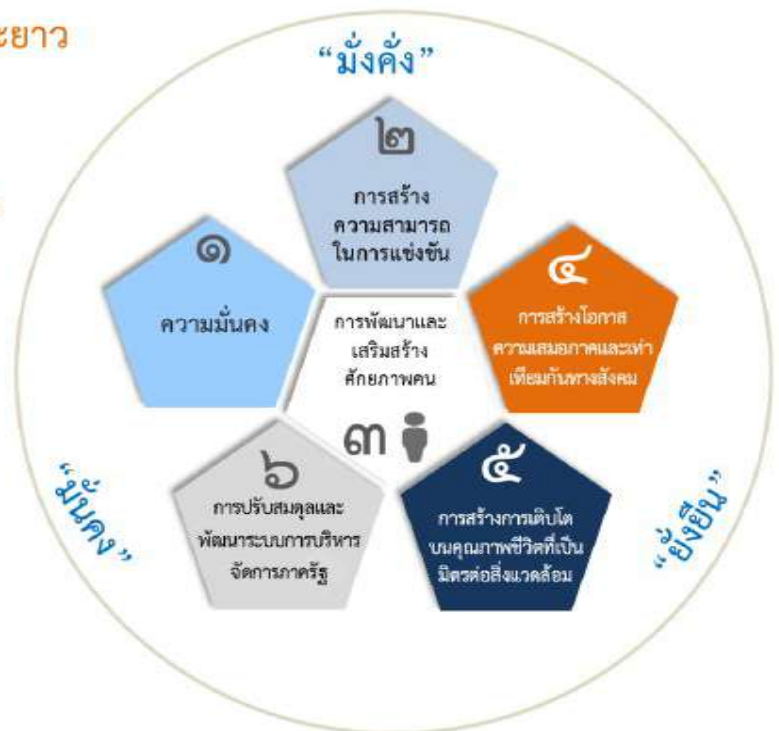 ะยาว
“มั่งคั่ง”
๒
การสร้าง
ความสามารถ
ในการแข่งขัน
๑
ความมั่นคง
๔
การสร้างโอกาส
ความเสมอภาคและเท่า
เทียมกันทางสังคม
การพัฒนาและ
เสริมสร้าง
ศักยภาพคน
๓
๖
การปรับสมดุลและ
พัฒนาระบบการบริหาร
จัดการภาครัฐ
๕
การสร้างการเติบโต
บนคุณภาพชีวิตที่เป็น
มิตรต่อสิ่งแวดล้อม
“มั่นคง”
“ยั่งยืน”